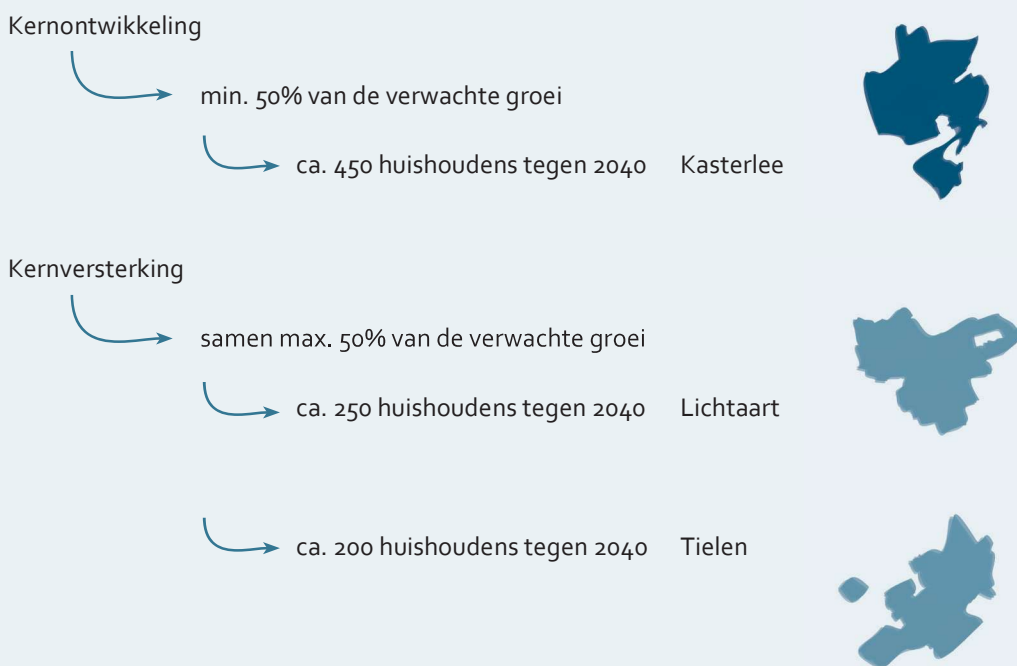 Kernontwikkeling
min. 50% van de verwachte groei
ca. 450 huishoudens tegen 2040 Kasterlee
Kernversterking
samen max. 50% van de verwachte groei
ca. 250 huishoudens tegen 2040 Lichtaart
ca. 200 huishoudens tegen 2040 Tielen